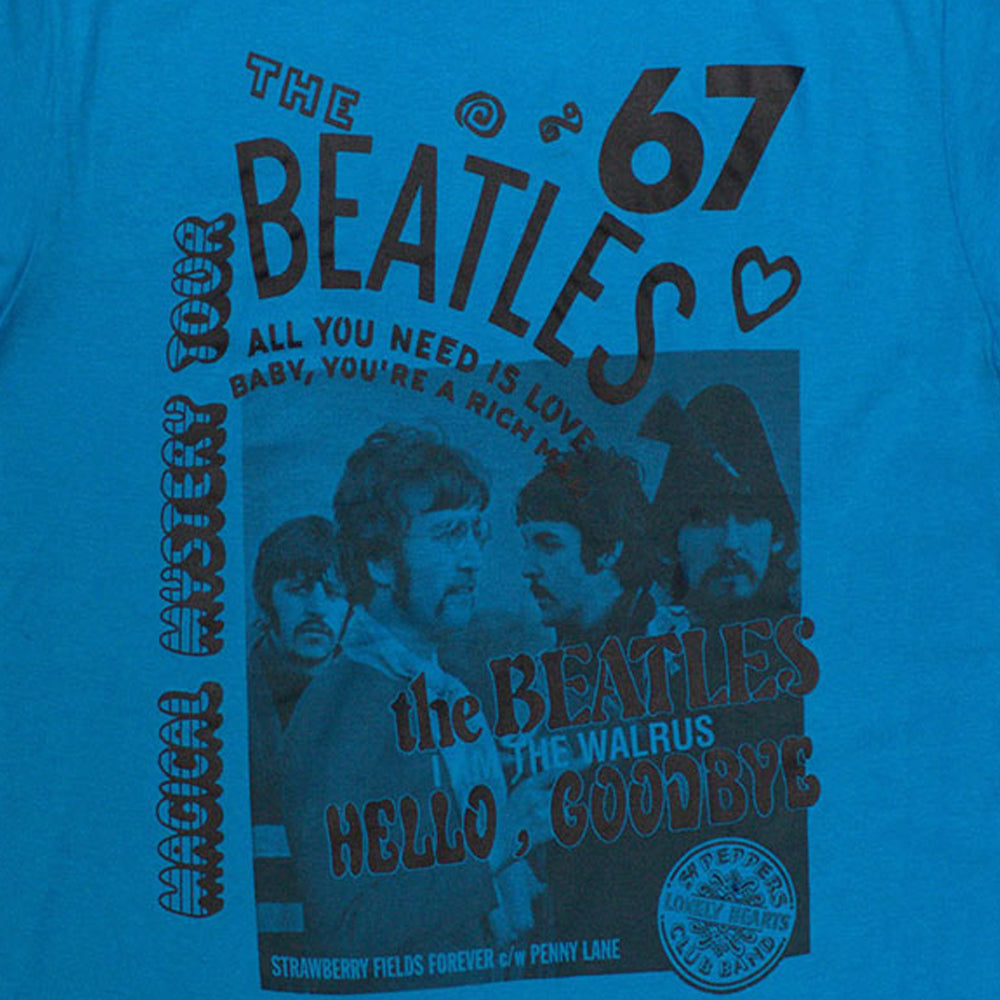 THE
67
BEATLES
ALL YOU NEED IS LOVE
BABY, YOU'RE A RICH
MAGICAL MYSTERY TOUR
the BEATLES
I THE WALRUS
HELLO, GOODBYE
SGT PEPPERS
LONELY HEARTS
CLUB BAND
STRAWBERRY FIELDS FOREVER c/w PENNY LANE